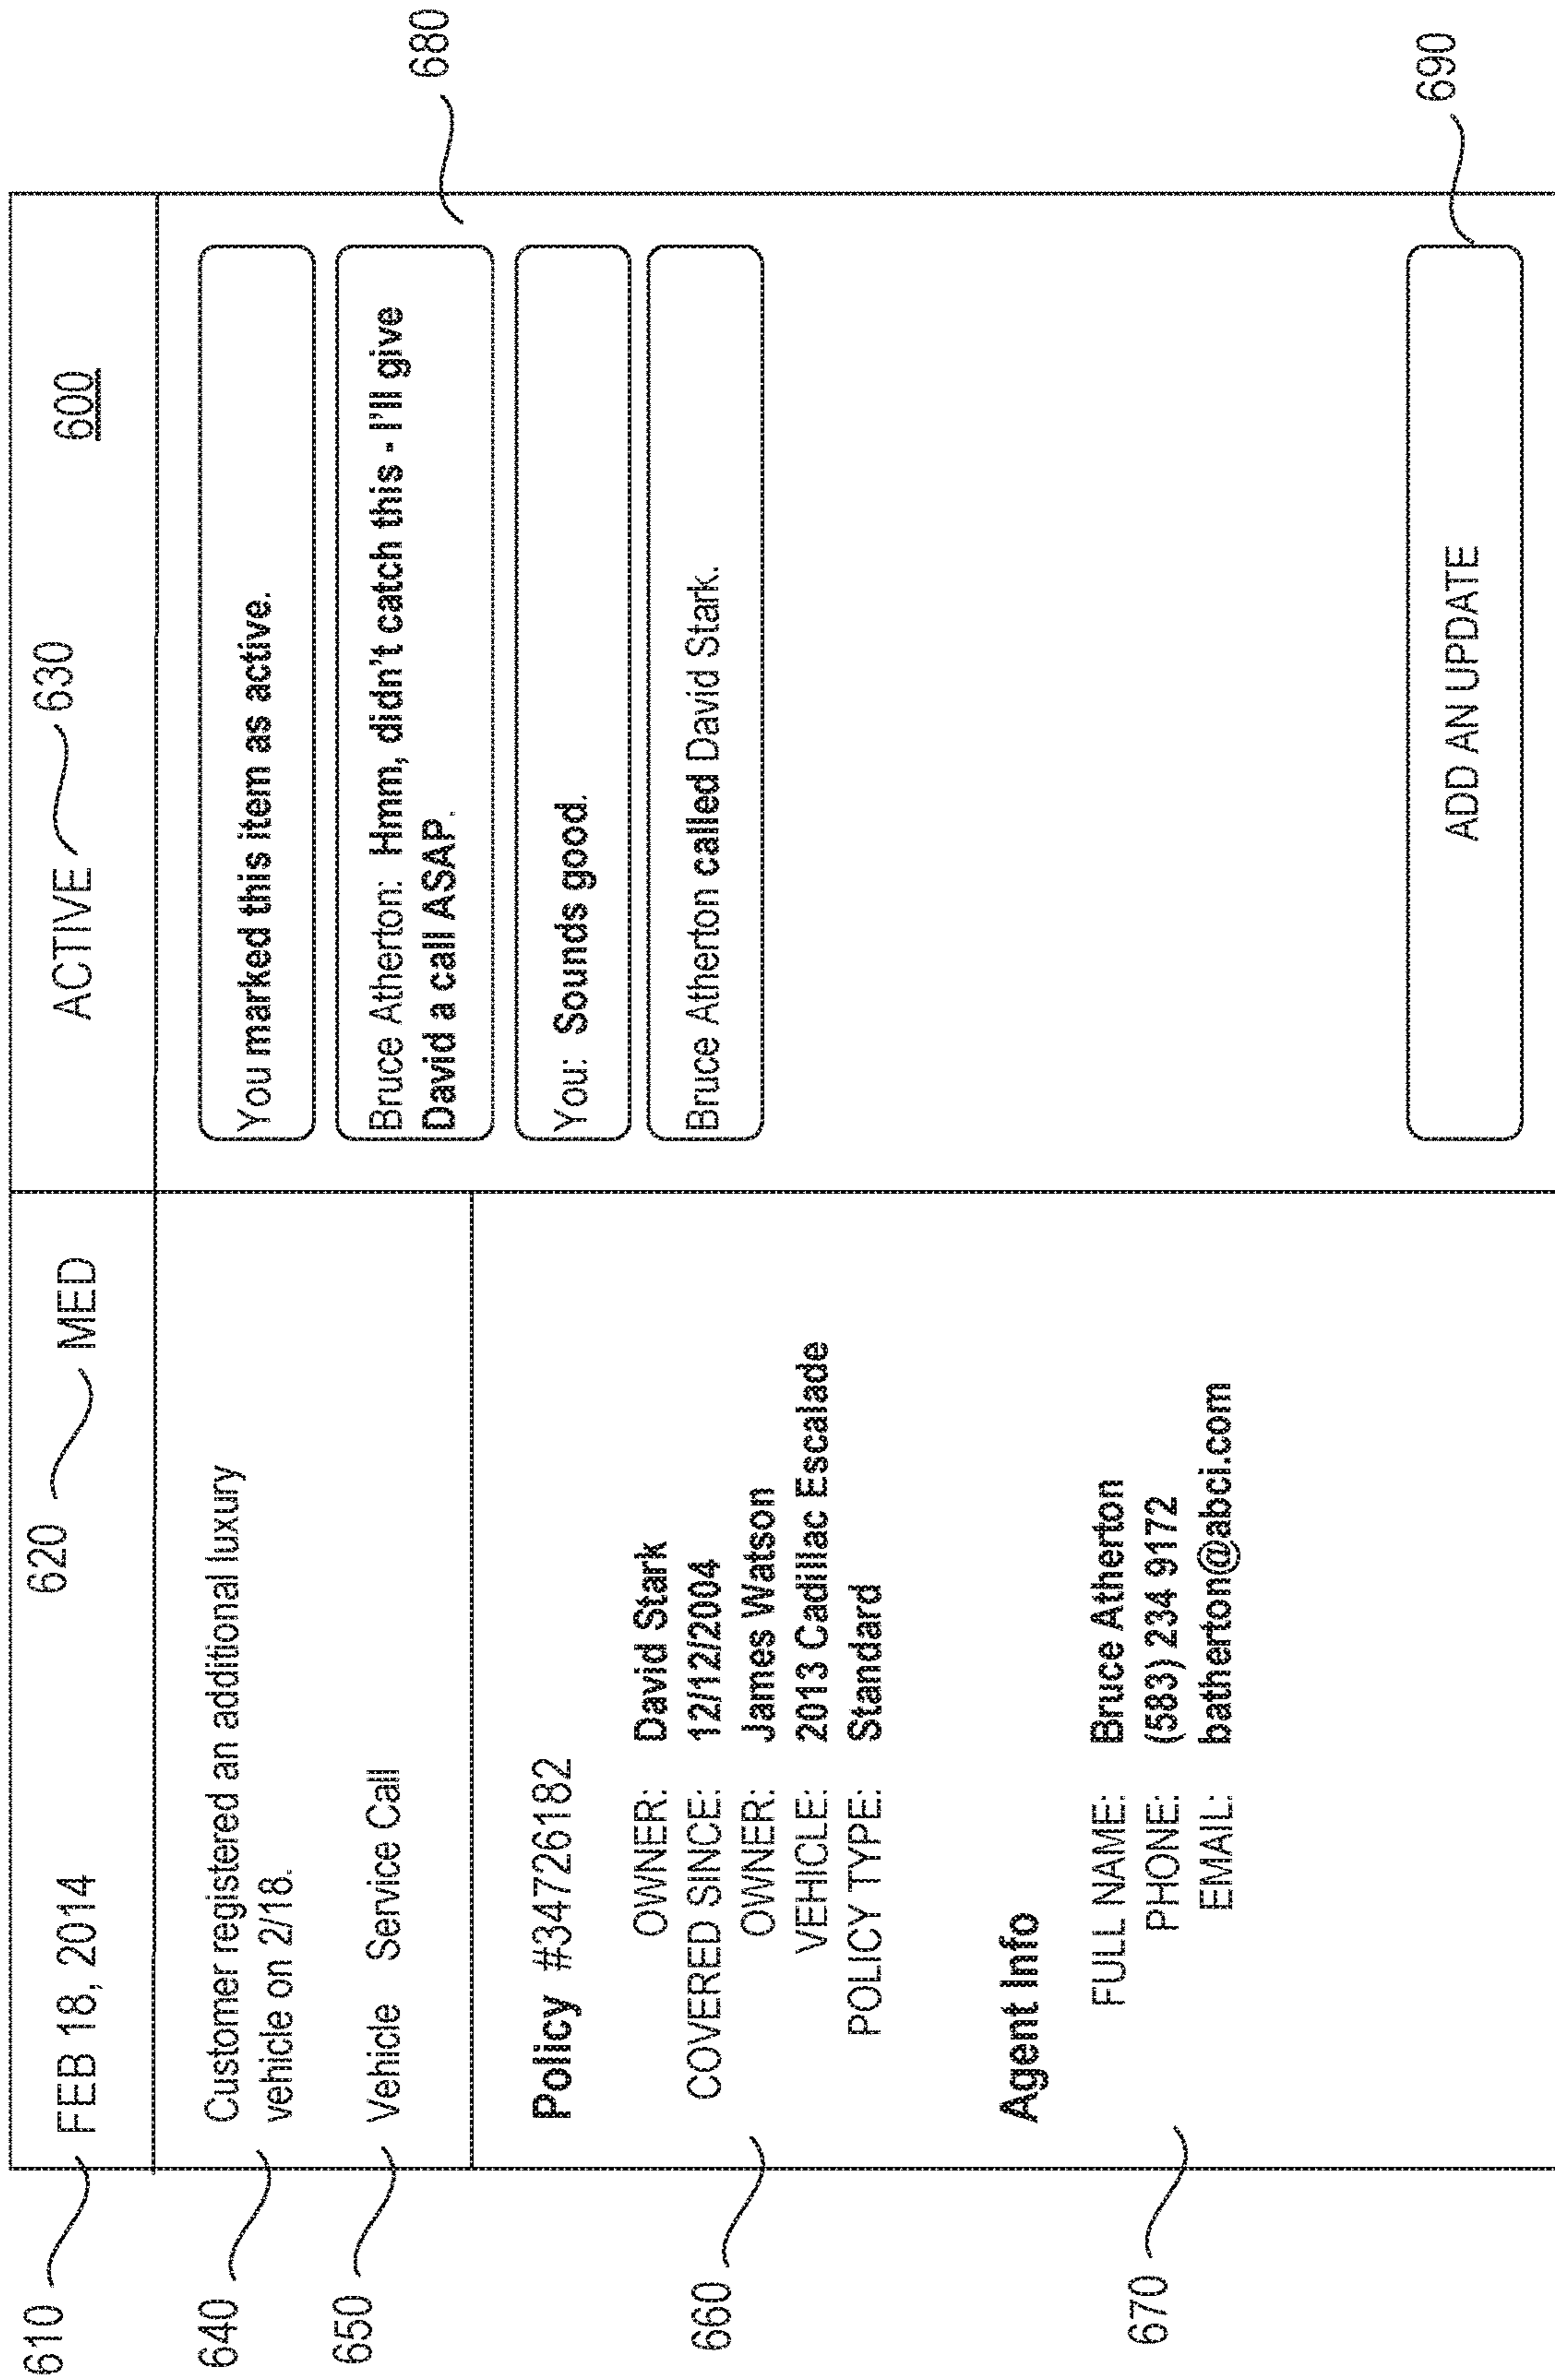 610
FEB 18, 2014
620
MED
ACTIVE
630
600
640
Customer registered an additional luxury
vehicle on 2/18.
650
Vehicle Service Call
660
Policy #34726182
OWNER: David Stark
COVERED SINCE: 12/12/2004
OWNER: James Watson
VEHICLE: 2013 Cadillac Escalade
POLICY TYPE: Standard
670
Agent Info
FULL NAME: Bruce Atherton
PHONE: (583) 234 9172
EMAIL: batherton@abci.com
You marked this item as active.
Bruce Atherton: Hmm, didn't catch this - I'll give
David a call ASAP.
You: Sounds good.
Bruce Atherton called David Stark.
680
ADD AN UPDATE
690